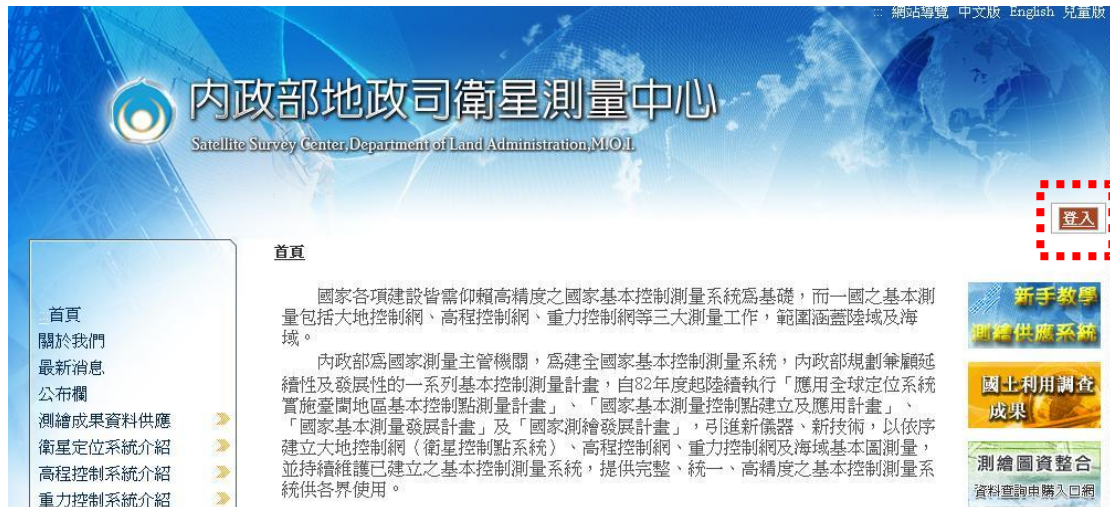 ::: 網站導覽 中文版 English 兒童版
內政部地政司衛星測量中心
Satellite Survey Center,Department of Land Administration,M.O.I.
登入
首頁
關於我們
最新消息
公布欄
測繪成果資料供應
衛星定位系統介紹
高程控制系統介紹
重力控制系統介紹
首頁
國家各項建設皆需仰賴高精度之國家基本控制測量系統為基礎，而一國之基本測
量包括大地控制網、高程控制網、重力控制網等三大測量工作，範圍涵蓋陸域及海
域。
內政部為國家測量主管機關，為建全國家基本控制測量系統，內政部規劃兼顧延
續性及發展性的一系列基本控制測量計畫，自82年度起陸續執行「應用全球定位系統
實施臺閩地區基本控制點測量計畫」、「國家基本測量控制點建立及應用計畫」、
「國家基本測量發展計畫」及「國家測繪發展計畫」，引進新儀器、新技術，以依序
建立大地控制網（衛星控制點系統）、高程控制網、重力控制網及海域基本圖測量，
並持續維護已建立之基本控制測量系統，提供完整、統一、高精度之基本控制測量系
統供各界使用。
新手教學
測繪供應系統
國土利用調查
成果
測繪圖資整合
資料查詢申購入口網